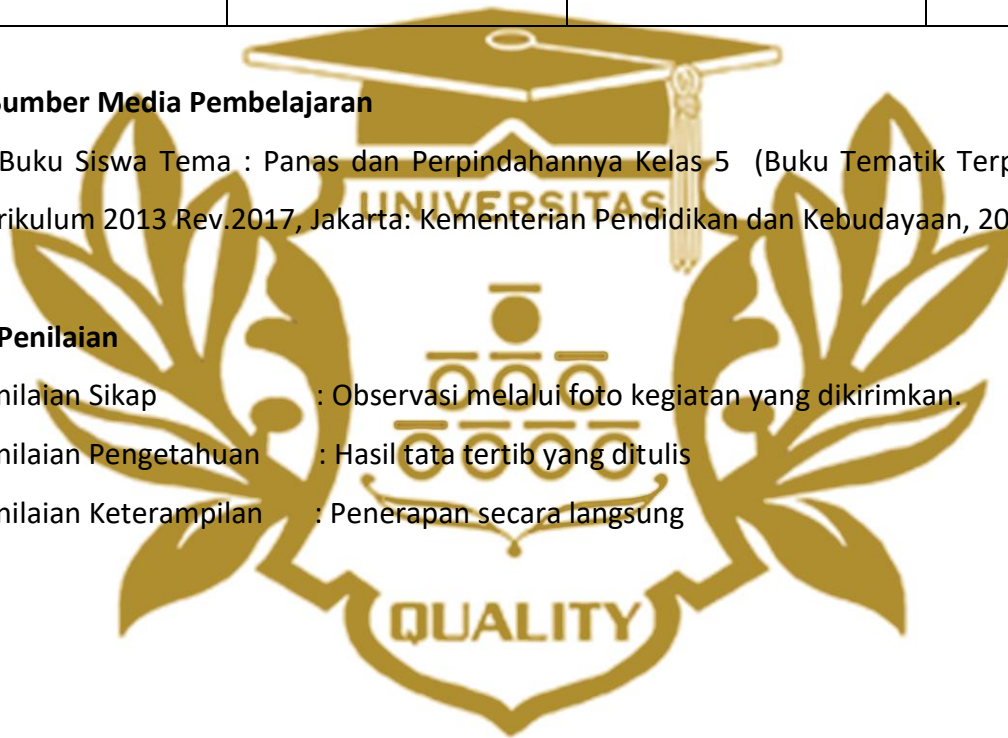 Sumber Media Pembelajaran
Buku Siswa Tema : Panas dan Perpindahannya Kelas 5 (Buku Tematik Terp
rikulum 2013 Rev.2017, Jakarta: Kementerian Pendidikan dan Kebudayaan, 20
UNIVERSITAS
Penilaian
nilaian Sikap : Observasi melalui foto kegiatan yang dikirimkan.
nilaian Pengetahuan : Hasil tata tertib yang ditulis
nilaian Keterampilan : Penerapan secara langsung
QUALITY